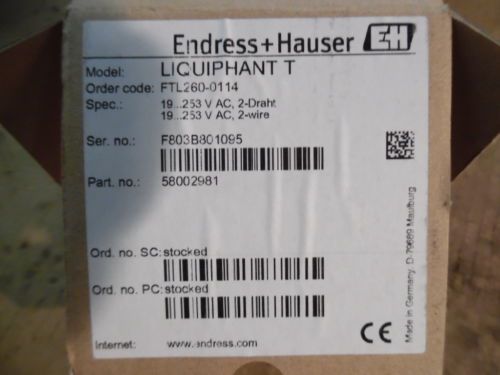 Endress+Hauser EH
Model: LIQUIPHANT T
Order code: FTL260-0114
Spec.: 19...253 V AC, 2-Draht
19...253 V AC, 2-wire
Ser. no.: F803B801095
Part. no.: 58002981
Ord. no. SC: stocked
Ord. no. PC: stocked
Internet: www.endress.com
CE
Made in Germany, D-79689 Maulburg